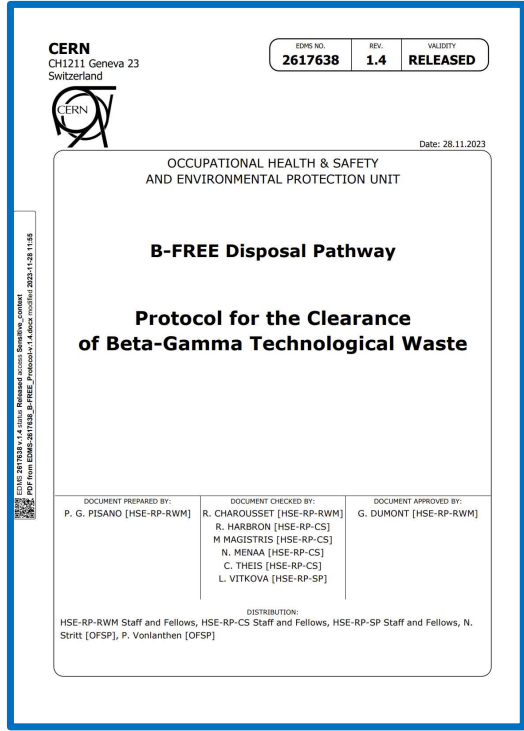 CERN
CH1211 Geneva 23
Switzerland
EDMS NO.
2617638
REV.
1.4
VALIDITY
RELEASED
CERN
Date: 28.11.2023
OCCUPATIONAL HEALTH & SAFETY
AND ENVIRONMENTAL PROTECTION UNIT
B-FREE Disposal Pathway
Protocol for the Clearance
of Beta-Gamma Technological Waste
EDMS 2617638 v.1.4 status Released access Sensitive_context
PDF from EDMS-2617638_B-FREE_Protocol-v.1.4.docx modified 2023-11-28 11:55
DOCUMENT PREPARED BY:
P. G. PISANO [HSE-RP-RWM]
DOCUMENT CHECKED BY:
R. CHAROUSSET [HSE-RP-RWM]
R. HARBRON [HSE-RP-CS]
M MAGISTRIS [HSE-RP-CS]
N. MENAA [HSE-RP-CS]
C. THEIS [HSE-RP-CS]
L. VITKOVA [HSE-RP-SP]
DOCUMENT APPROVED BY:
G. DUMONT [HSE-RP-RWM]
DISTRIBUTION:
HSE-RP-RWM Staff and Fellows, HSE-RP-CS Staff and Fellows, HSE-RP-SP Staff and Fellows, N.
Stritt [OFSP], P. Vonlanthen [OFSP]